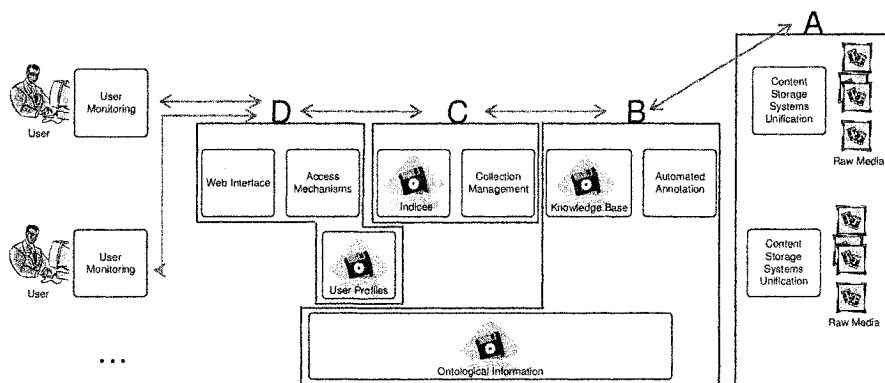 A
D
C
B
User
Monitoring
User
Web Interface
Access
Mechanisms
Indices
Collection
Management
Knowledge Base
Automated
Annotation
Content
Storage
Systems
Unification
Raw Media
User
Monitoring
User
User Profiles
Content
Storage
Systems
Unification
Raw Media
...
Ontological Information